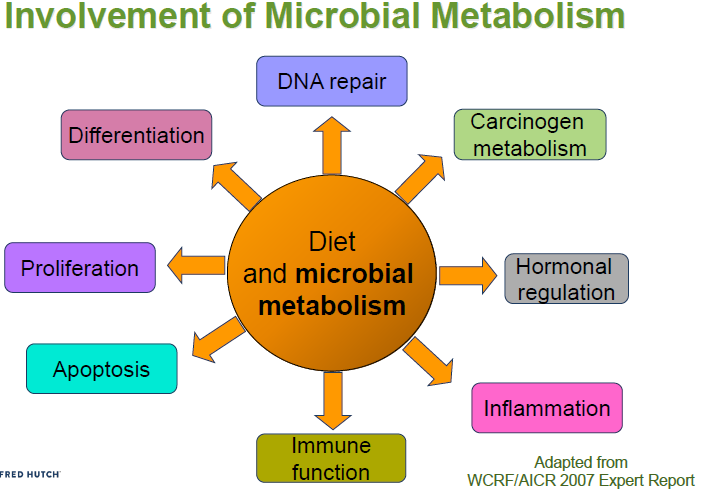 Involvement of Microbial Metabolism
DNA repair
Differentiation
Carcinogen
metabolism
Diet
and microbial
metabolism
Proliferation
Hormonal
regulation
Apoptosis
Inflammation
Immune
function
Adapted from
WCRF/AICR 2007 Expert Report
FRED HUTCH